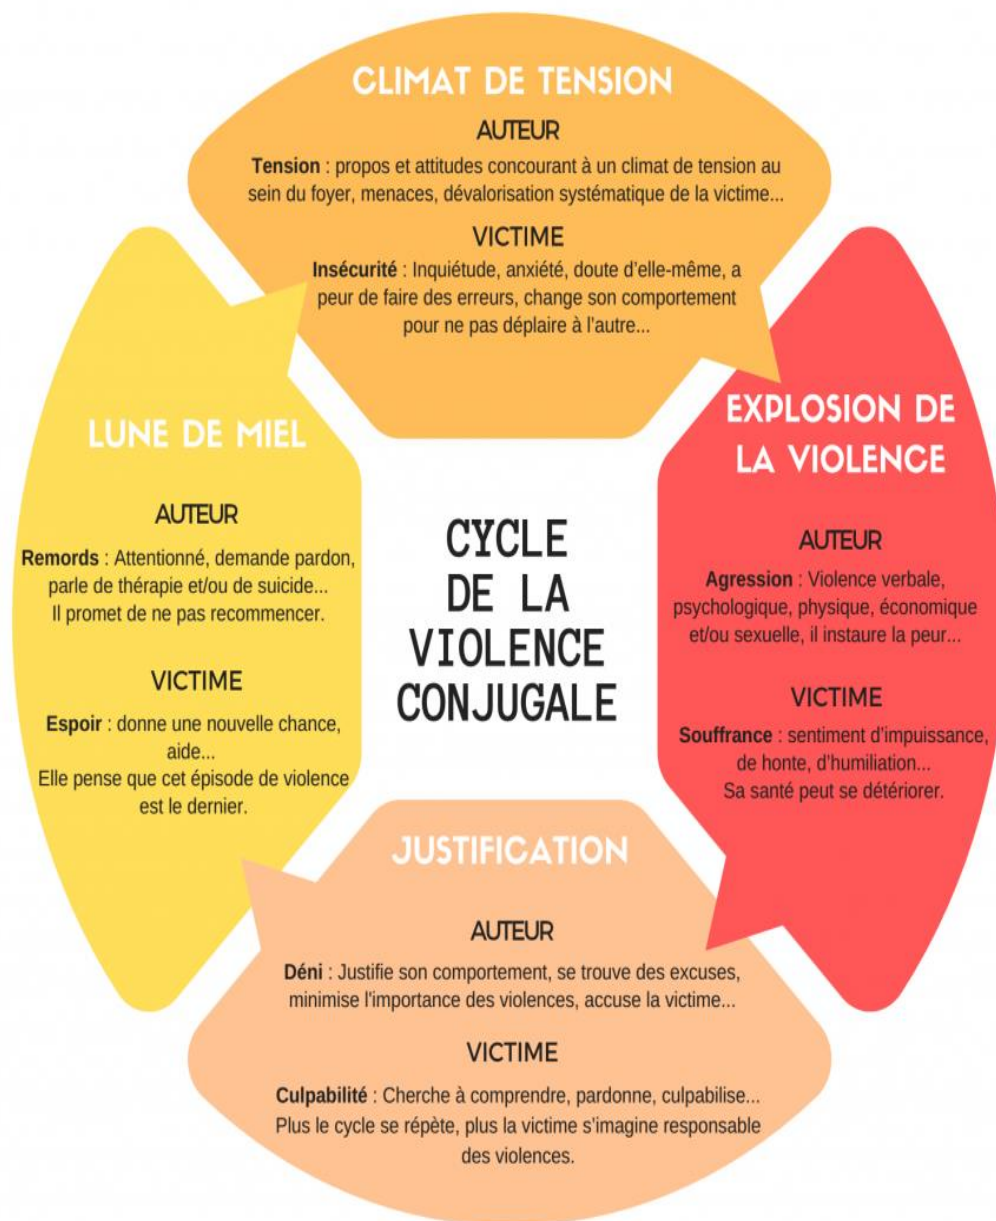 CLIMAT DE TENSION
AUTEUR
Tension : propos et attitudes concourant à un climat de tension au
sein du foyer, menaces, dévalorisation systématique de la victime...
VICTIME
Insécurité : Inquiétude, anxiété, doute d'elle-même, a
peur de faire des erreurs, change son comportement
pour ne pas déplaire à l'autre...
EXPLOSION DE
LA VIOLENCE
AUTEUR
Agression : Violence verbale,
psychologique, physique, économique
et/ou sexuelle, il instaure la peur...
VICTIME
Souffrance : sentiment d'impuissance,
de honte, d'humiliation...
Sa santé peut se détériorer.
JUSTIFICATION
AUTEUR
Déni : Justifie son comportement, se trouve des excuses,
minimise l'importance des violences, accuse la victime...
VICTIME
Culpabilité : Cherche à comprendre, pardonne, culpabilise...
Plus le cycle se répète, plus la victime s'imagine responsable
des violences.
LUNE DE MIEL
AUTEUR
Remords : Attentionné, demande pardon,
parle de thérapie et/ou de suicide...
Il promet de ne pas recommencer.
VICTIME
Espoir : donne une nouvelle chance,
aide...
Elle pense que cet épisode de violence
est le dernier.
CYCLE
DE LA
VIOLENCE
CONJUGALE